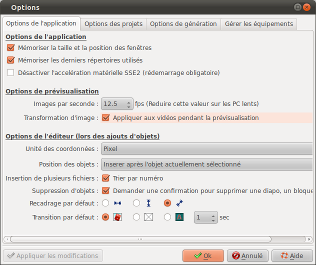 Options
Options de l'application Options des projets Options de génération Gérer les équipements
Options de l'application
Mémoriser la taille et la position des fenêtres
Mémoriser les derniers répertoires utilisés
Désactiver l'accélération matérielle SSE2 (redémarrage obligatoire)
Options de prévisualisation
Images par seconde : 12.5 fps (Reduire cette valeur sur les PC lents)
Transformation d'image : Appliquer aux vidéos pendant la prévisualisation
Options de l'éditeur (lors des ajouts d'objets)
Unité des coordonnées : Pixel
Position des objets : Inserer après l'objet actuellement sélectionné
Insertion de plusieurs fichiers : Trier par numéro
Suppression d'objets : Demander une confirmation pour supprimer une diapo, un bloque
Recadrage par défaut :
Transition par défaut : 1 sec
Appliquer les modifications Ok Annulé Aide